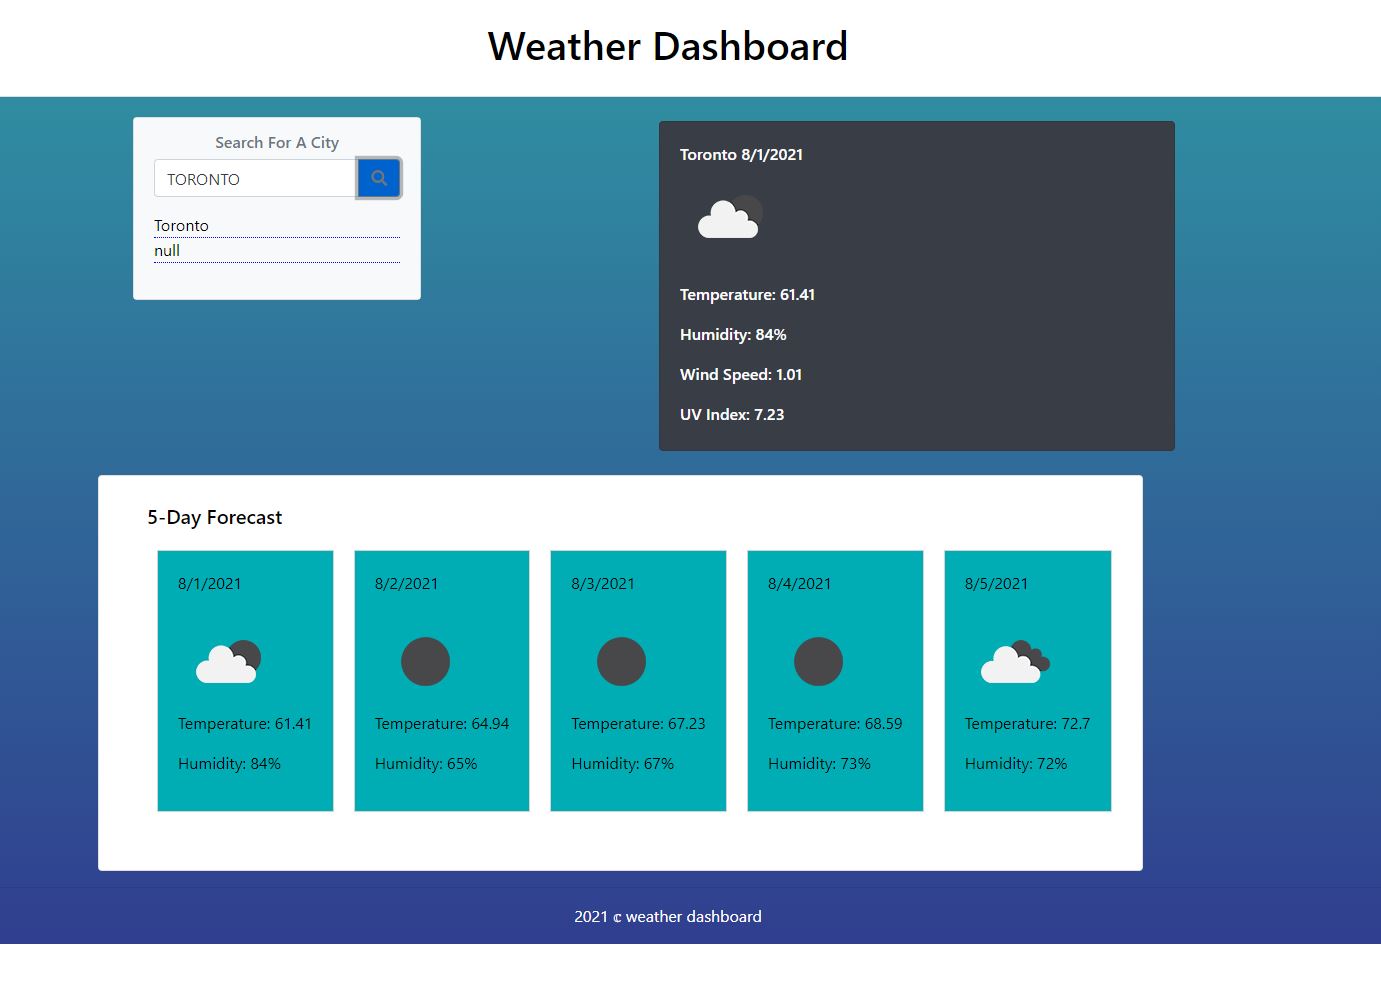 Weather Dashboard
Search For A City
TORONTO
Toronto
null
Toronto 8/1/2021
Temperature: 61.41
Humidity: 84%
Wind Speed: 1.01
UV Index: 7.23
5-Day Forecast
8/1/2021
Temperature: 61.41
Humidity: 84%
8/2/2021
Temperature: 64.94
Humidity: 65%
8/3/2021
Temperature: 67.23
Humidity: 67%
8/4/2021
Temperature: 68.59
Humidity: 73%
8/5/2021
Temperature: 72.7
Humidity: 72%
2021 ⅽ weather dashboard